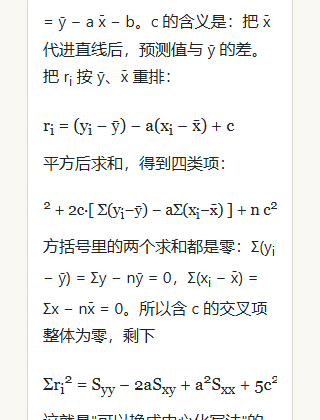 = ȳ − a x̄ − b。c 的含义是：把 x̄
代进直线后，预测值与 ȳ 的差。
把 rᵢ 按 ȳ、x̄ 重排：
rᵢ = (yᵢ − ȳ) − a(xᵢ − x̄) + c
平方后求和，得到四类项：
² + 2c·[ Σ(yᵢ−ȳ) − aΣ(xᵢ−x̄) ] + n c²
方括号里的两个求和都是零：Σ(yᵢ
− ȳ) = Σy − nȳ = 0，Σ(xᵢ − x̄) =
Σx − nx̄ = 0。所以含 c 的交叉项
整体为零，剩下
Σrᵢ² = Syy − 2aSxy + a²Sxx + 5c²